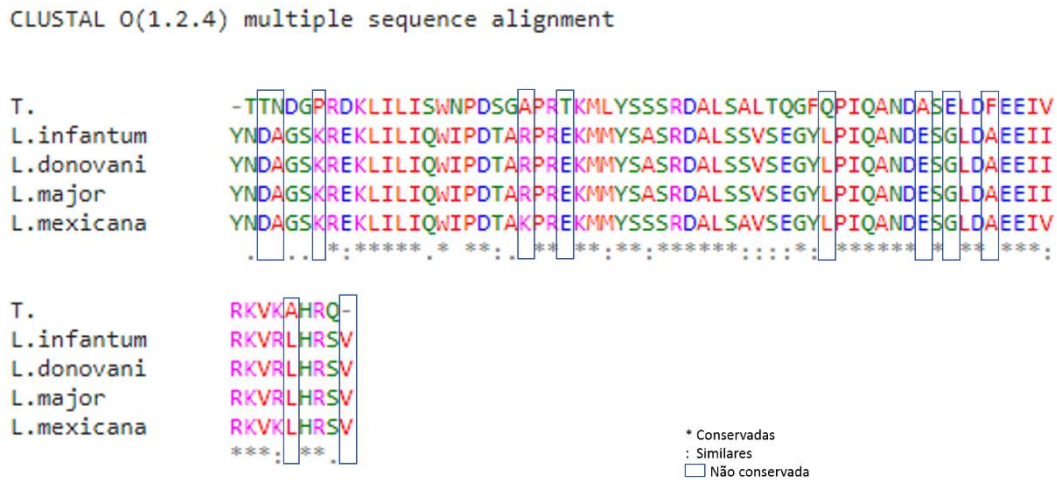 CLUSTAL O(1.2.4) multiple sequence alignment
T. -TTNDGPRDKLILISWNPDSGAPRTKMLYSSSRDALSALTQGFQPIQANDASELDFEEIV
L.infantum YNDAGSKREKLILIQWIPDTARPREKMMYSASRDALSSVSEGYLPIQANDESGLDAEEII
L.donovani YNDAGSKREKLILIQWIPDTARPREKMMYSASRDALSSVSEGYLPIQANDESGLDAEEII
L.major YNDAGSKREKLILIQWIPDTARPREKMMYSASRDALSSVSEGYLPIQANDESGLDAEEII
L.mexicana YNDAGSKREKLILIQWIPDTAKPREKMMYSSSRDALSAVSEGYLPIQANDESGLDAEEIV
.  .. *:*****.* **:. ** **:**:******::::*: ****** * ** ***:
T. RKVKAHRQ-
L.infantum RKVRLHRSV
L.donovani RKVRLHRSV
L.major RKVRLHRSV
L.mexicana RKVKLHRSV
***: **.
* Conservadas
: Similares
Não conservada